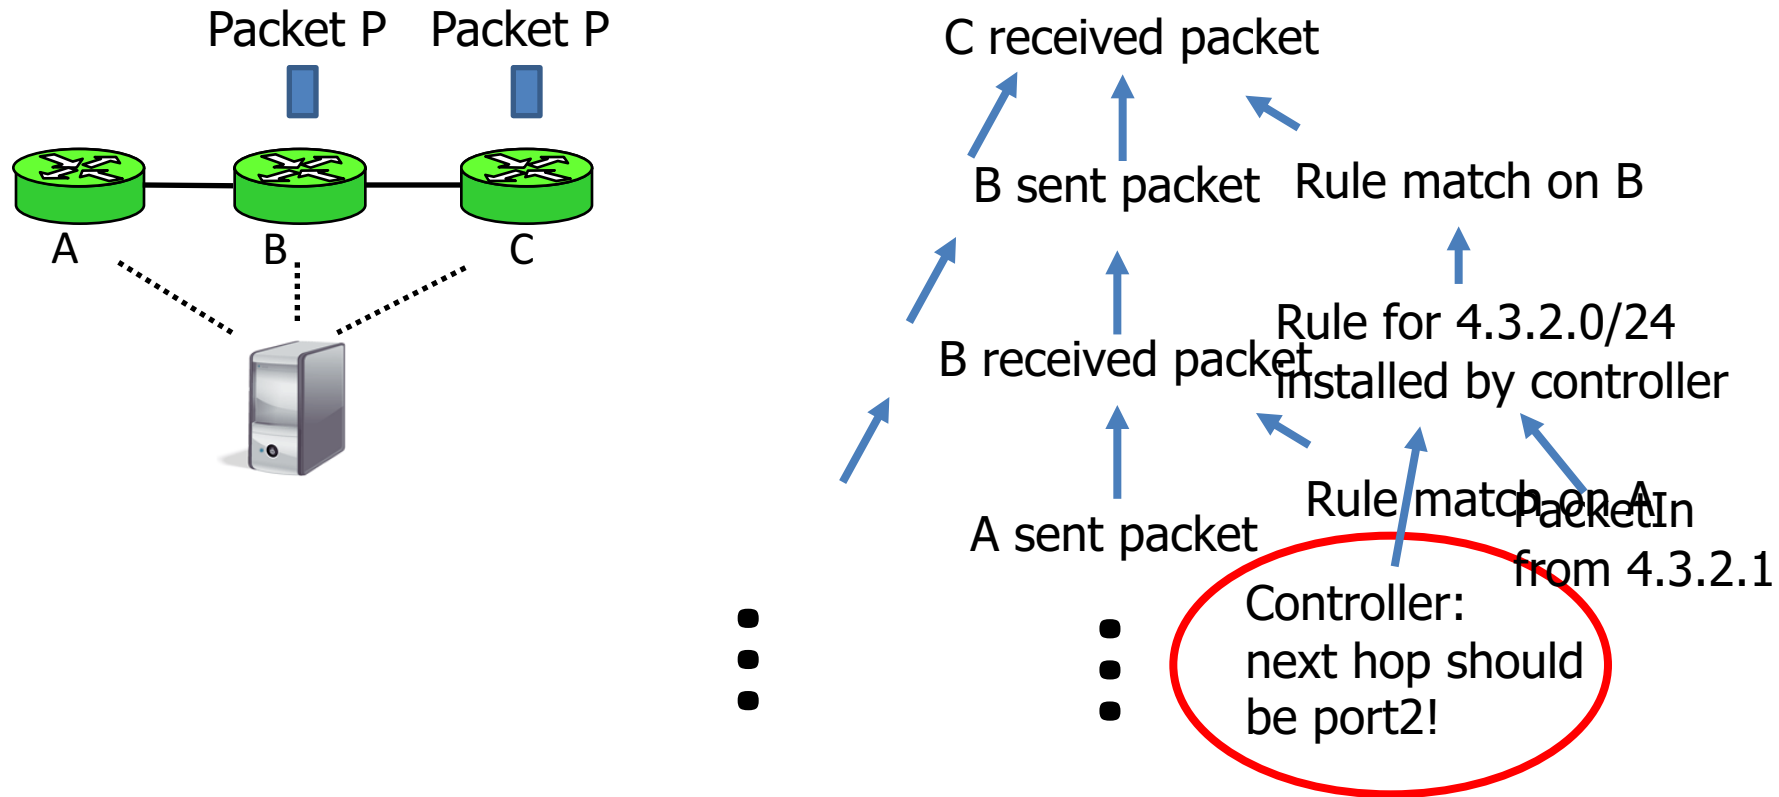 Packet P
Packet P
A
B
C
C received packet
B sent packet
Rule match on B
B received packet
Rule for 4.3.2.0/24
installed by controller
A sent packet
Rule match on A
PacketIn
from 4.3.2.1
Controller:
next hop should
be port2!